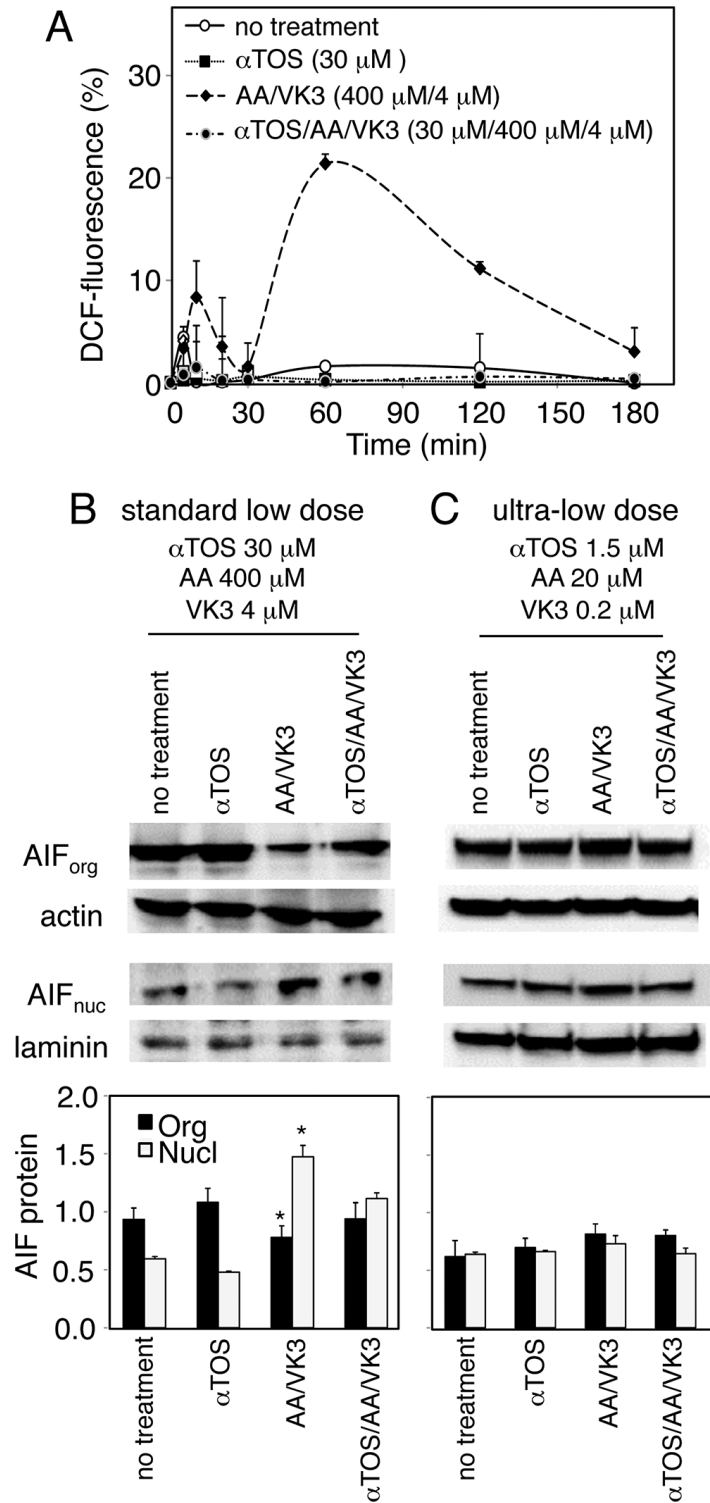 A
no treatment
αTOS (30 μM )
AA/VK3 (400 μM/4 μM)
αTOS/AA/VK3 (30 μM/400 μM/4 μM)
DCF-fluorescence (%)
30
20
10
0
0 30 60 90 120 150 180
Time (min)
B standard low dose
αTOS 30 μM
AA 400 μM
VK3 4 μM
no treatment
αTOS
AA/VK3
αTOS/AA/VK3
C ultra-low dose
αTOS 1.5 μM
AA 20 μM
VK3 0.2 μM
no treatment
αTOS
AA/VK3
αTOS/AA/VK3
AIForg
actin
AIFnuc
laminin
AIF protein
2.0
1.5
1.0
0.5
0.0
Org
Nucl
*
*
no treatment
αTOS
AA/VK3
αTOS/AA/VK3
no treatment
αTOS
AA/VK3
αTOS/AA/VK3